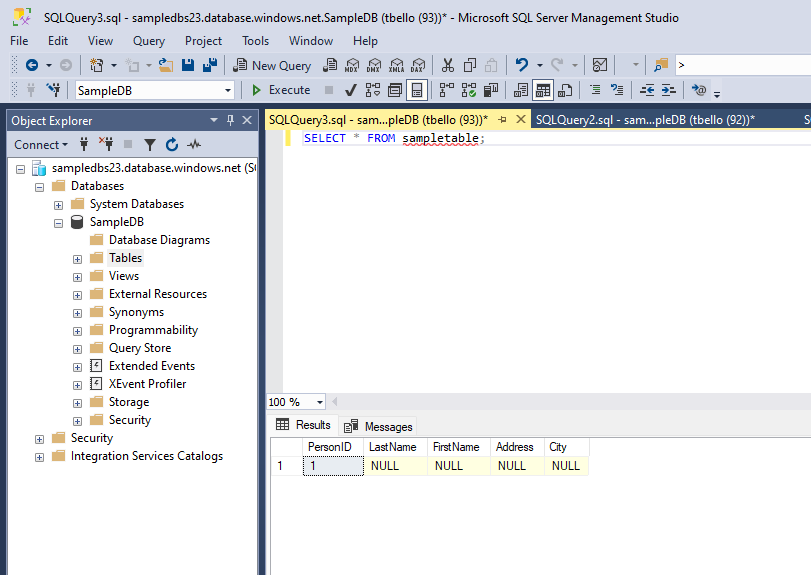 SQLQuery3.sql - sampledbs23.database.windows.net.SampleDB (tbello (93))* - Microsoft SQL Server Management Studio
File Edit View Query Project Tools Window Help
New Query MDX DMX XMLA DAX >
SampleDB Execute
Object Explorer
SQLQuery3.sql - sam...pleDB (tbello (93))* SQLQuery2.sql - sam...pleDB (tbello (92))* S
SELECT * FROM sampletable;
Connect
sampledbs23.database.windows.net (S
Databases
System Databases
SampleDB
Database Diagrams
Tables
Views
External Resources
Synonyms
Programmability
Query Store
Extended Events
XEvent Profiler
Storage
Security
Security
Integration Services Catalogs
100 %
Results Messages
PersonID LastName FirstName Address City
1 1 NULL NULL NULL NULL